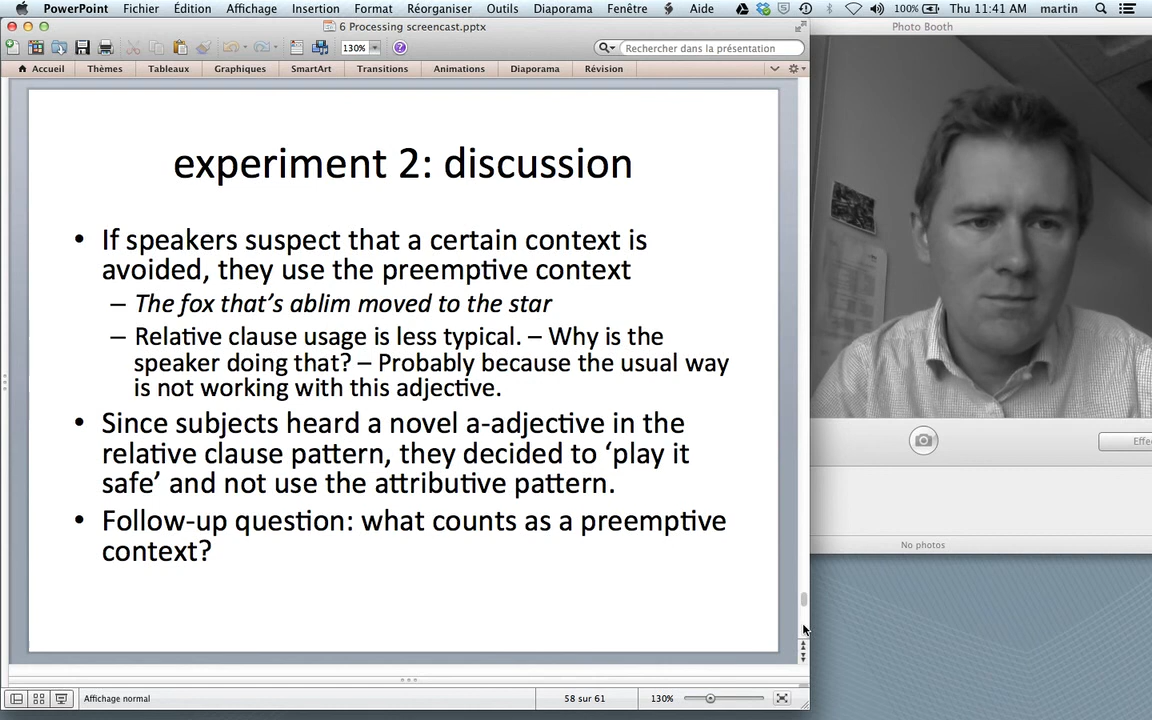 PowerPoint Fichier Édition Affichage Insertion Format Réorganiser Outils Diaporama Fenêtre Aide 100% Thu 11:41 AM martin
6 Processing screencast.pptx
Photo Booth
130%
Rechercher dans la présentation
Accueil Thèmes Tableaux Graphiques SmartArt Transitions Animations Diaporama Révision
experiment 2: discussion
• If speakers suspect that a certain context is
avoided, they use the preemptive context
– The fox that's ablim moved to the star
– Relative clause usage is less typical. – Why is the
speaker doing that? – Probably because the usual way
is not working with this adjective.
• Since subjects heard a novel a-adjective in the
relative clause pattern, they decided to ‘play it
safe’ and not use the attributive pattern.
• Follow-up question: what counts as a preemptive
context?
Effe
No photos
Affichage normal
58 sur 61
130%